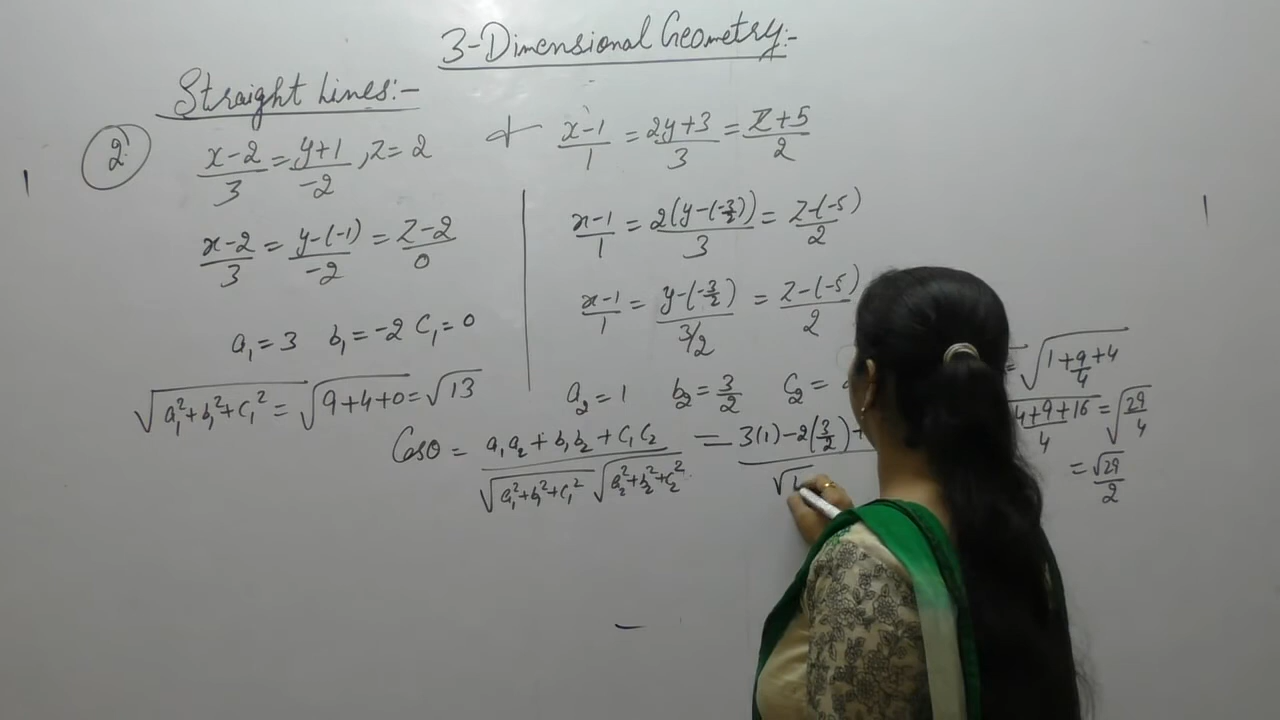 3-Dimensional Geometry:-
Straight Lines:-
2. (x-2)/3 = (y+1)/-2, z=2 & (x-1)/1 = (2y+3)/3 = (z+5)/2
(x-2)/3 = (y-(-1))/-2 = (z-2)/0
(x-1)/1 = 2(y-(-3/2))/3 = (z-(-5))/2
(x-1)/1 = (y-(-3/2))/(3/2) = (z-(-5))/2
a₁=3 b₁=-2 c₁=0
√(a₁²+b₁²+c₁²) = √(9+4+0) = √13
a₂=1 b₂=3/2 c₂=
= √(1+9/4+4)
√((4+9+16)/4) = √(29/4)
= √29/2
Cosθ = (a₁a₂+b₁b₂+c₁c₂)/(√(a₁²+b₁²+c₁²) √(a₂²+b₂²+c₂²)) = (3(1)-2(3/2)+)/√1